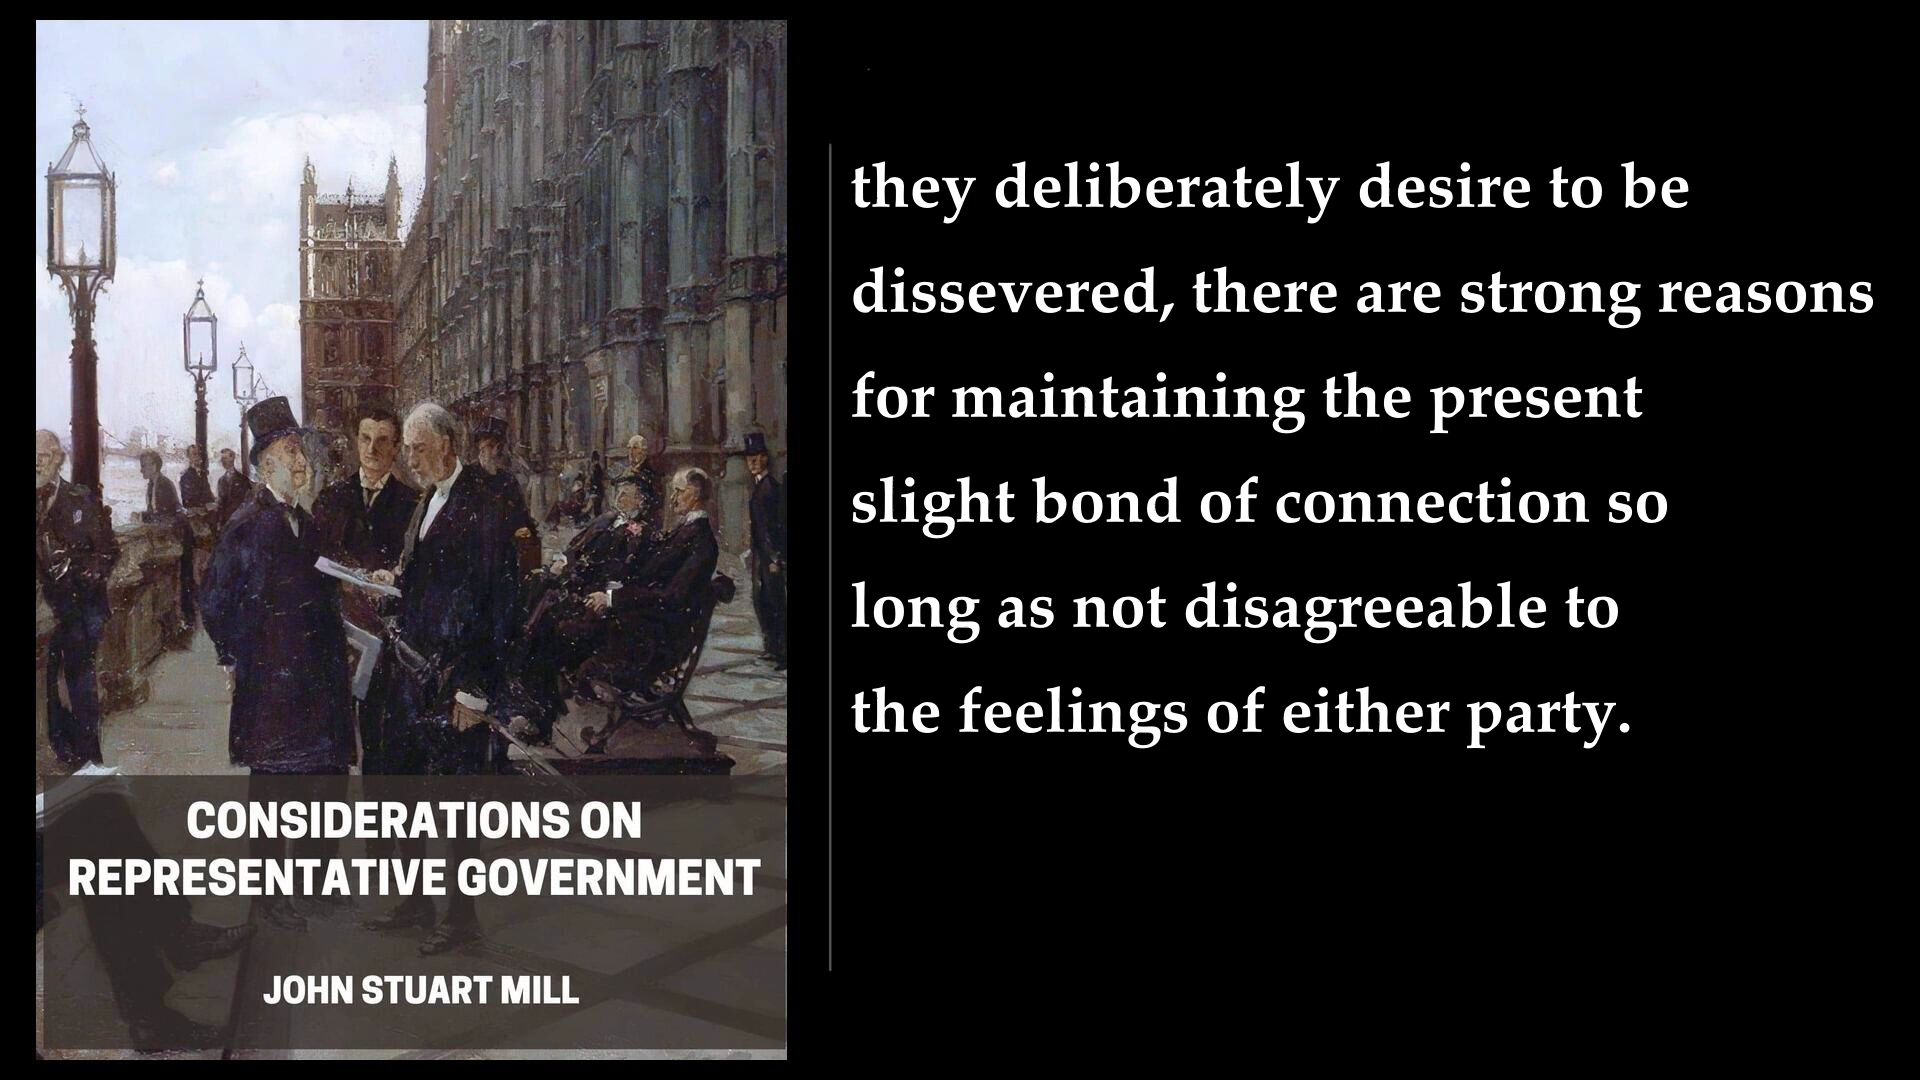 they deliberately desire to be
dissevered, there are strong reasons
for maintaining the present
slight bond of connection so
long as not disagreeable to
the feelings of either party.
CONSIDERATIONS ON
REPRESENTATIVE GOVERNMENT
JOHN STUART MILL